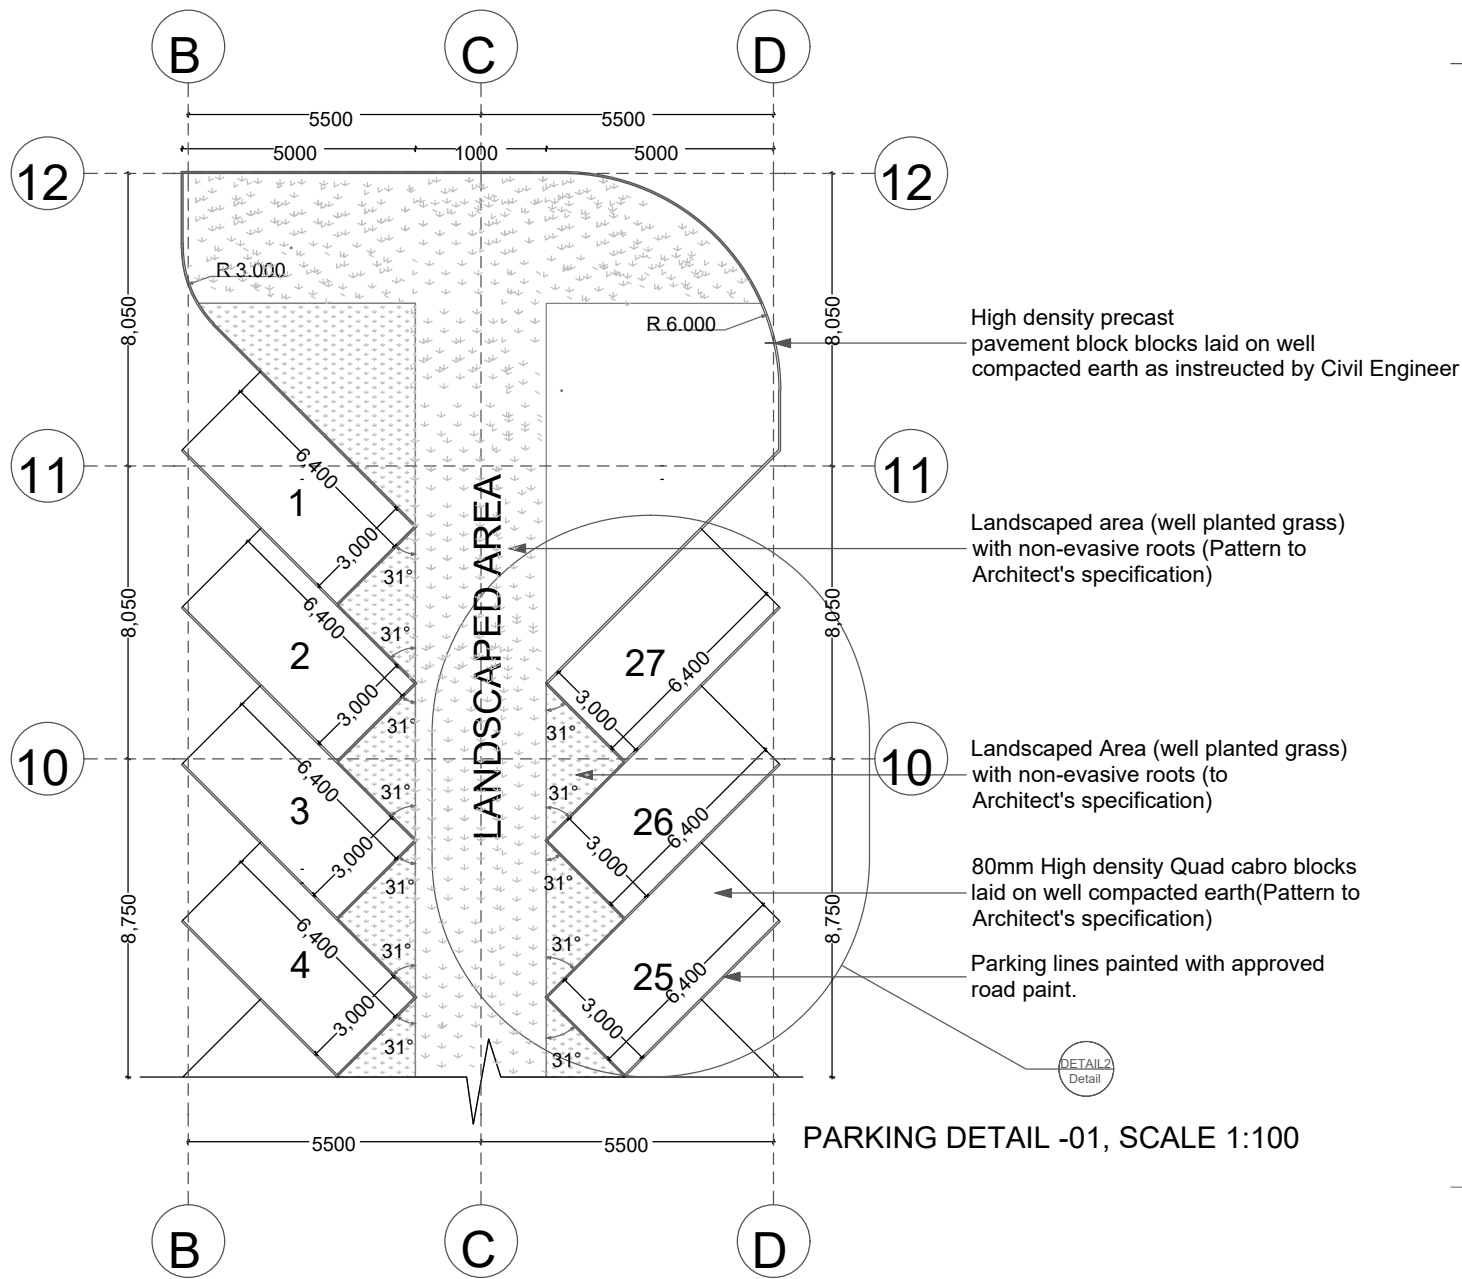 B
C
D
5500
5500
5000
1000
5000
12
12
R 3.000
R 6.000
8,050
8,050
High density precast
pavement block blocks laid on well
compacted earth as instreucted by Civil Engineer
11
11
6,400
1
3,000
31°
LANDSCAPED AREA
Landscaped area (well planted grass)
with non-evasive roots (Pattern to
Architect's specification)
8,050
8,050
6,400
31°
2
27
6,400
3,000
3,000
31°
31°
10
10
Landscaped Area (well planted grass)
with non-evasive roots (to
Architect's specification)
6,400
31°
31°
3
26
6,400
3,000
3,000
31°
31°
80mm High density Quad cabro blocks
laid on well compacted earth(Pattern to
Architect's specification)
8,750
8,750
6,400
31°
31°
4
25
6,400
3,000
3,000
31°
31°
Parking lines painted with approved
road paint.
DETAIL2
Detail
5500
5500
PARKING DETAIL -01, SCALE 1:100
B
C
D